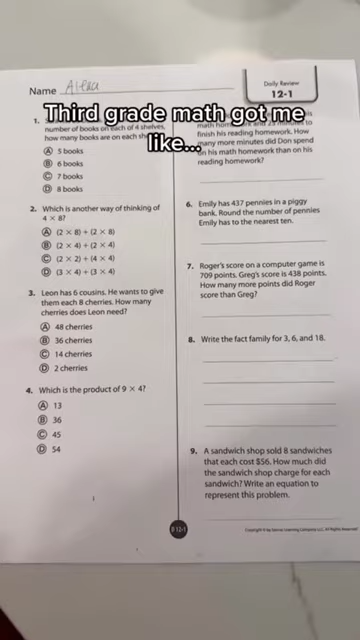 Name
Daily Review
12-1
Third grade math got me
like...
1.
number of books on each of 4 shelves,
how many books are on each
Ⓐ 5 books
Ⓑ 6 books
Ⓒ 7 books
Ⓓ 8 books
2. Which is another way of thinking of
4 × 8?
Ⓐ (2 × 8) + (2 × 8)
Ⓑ (2 × 4) + (2 × 4)
Ⓒ (2 × 2) + (4 × 4)
Ⓓ (3 × 4) + (3 × 4)
3. Leon has 6 cousins. He wants to give
them each 8 cherries. How many
cherries does Leon need?
Ⓐ 48 cherries
Ⓑ 36 cherries
Ⓒ 14 cherries
Ⓓ 2 cherries
4. Which is the product of 9 × 4?
Ⓐ 13
Ⓑ 36
Ⓒ 45
Ⓓ 54
minutes to
finish his reading homework. How
many more minutes did Don spend
on his math homework than on his
reading homework?
6. Emily has 437 pennies in a piggy
bank. Round the number of pennies
Emily has to the nearest ten.
7. Roger's score on a computer game is
709 points. Greg's score is 438 points.
How many more points did Roger
score than Greg?
8. Write the fact family for 3, 6, and 18.
9. A sandwich shop sold 8 sandwiches
that each cost $56. How much did
the sandwich shop charge for each
sandwich? Write an equation to
represent this problem.
D 12-1